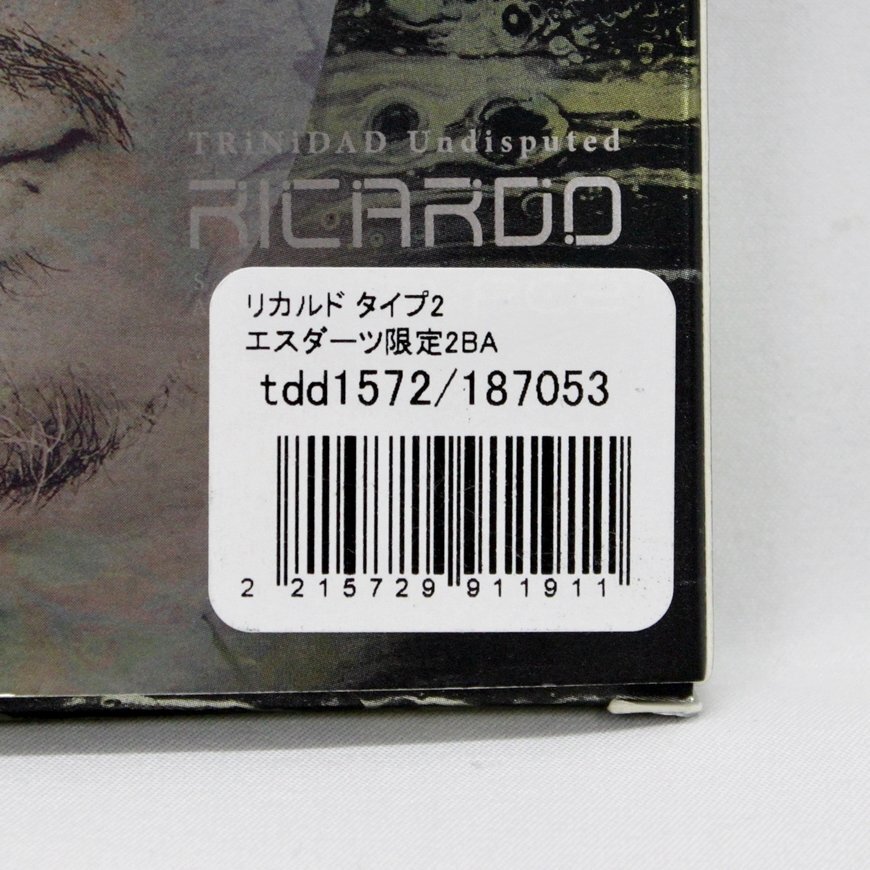 TRiNiDAD Undisputed
RICARDO
リカルド タイプ2
エスダーツ限定2BA
tdd1572/187053
2 215729 911911